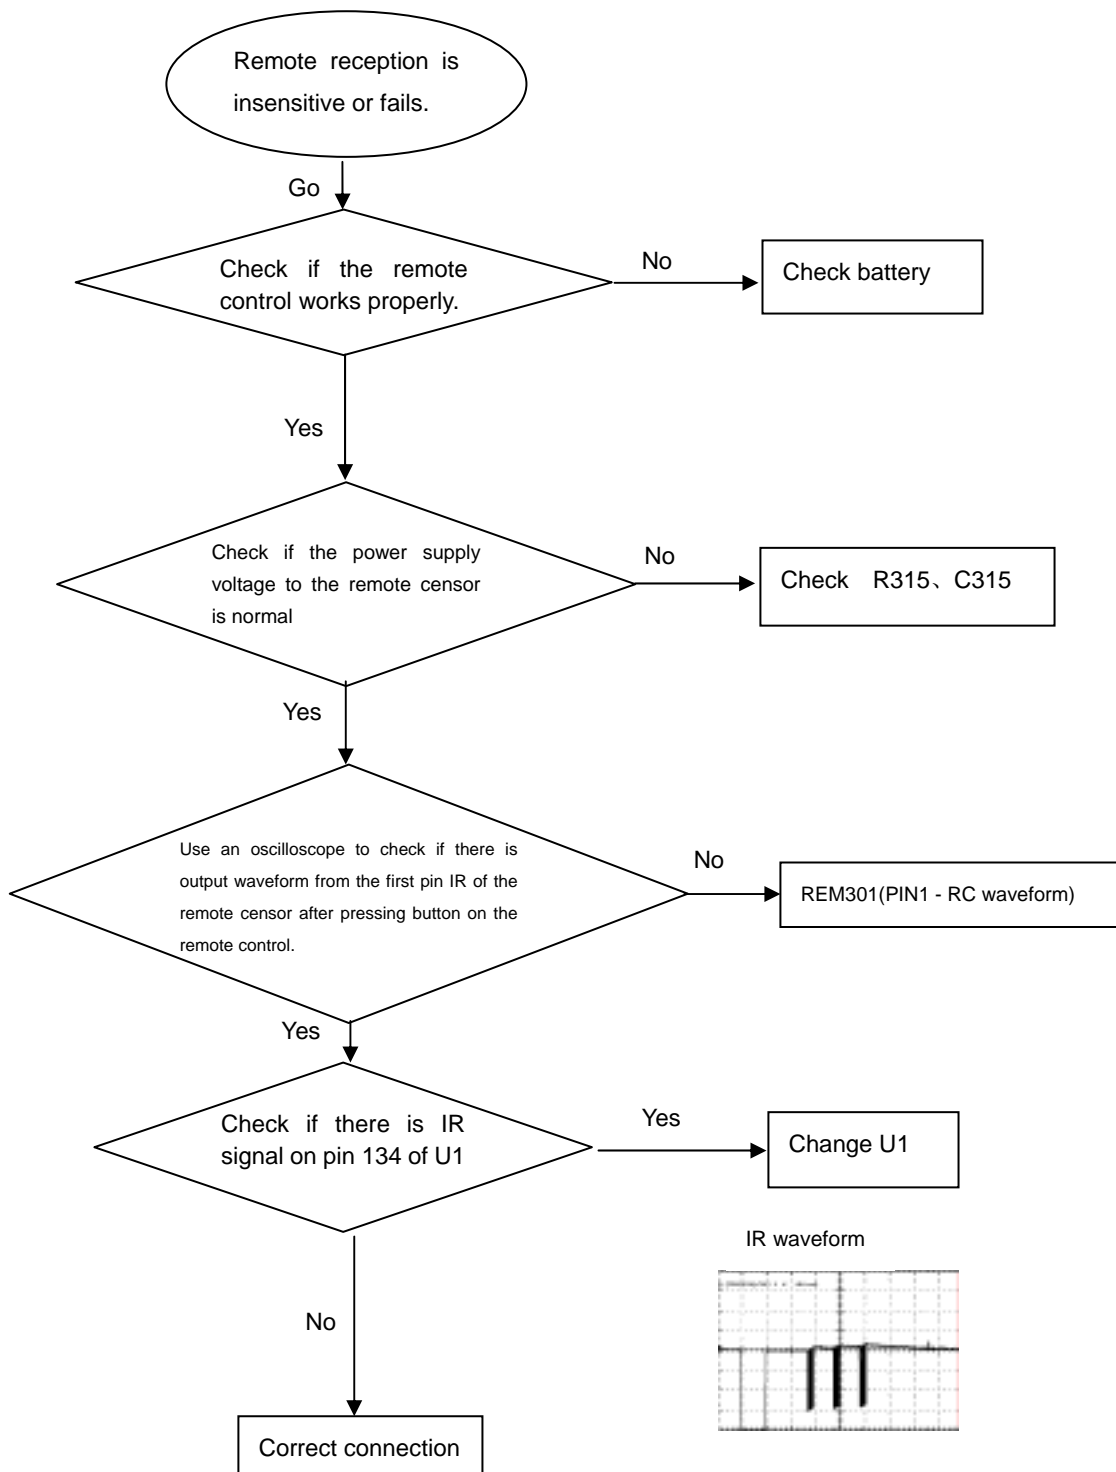 Remote reception is
insensitive or fails.
Go
Check if the remote
control works properly.
No
Check battery
Yes
Check if the power supply
voltage to the remote censor
is normal
No
Check R315、C315
Yes
Use an oscilloscope to check if there is
output waveform from the first pin IR of the
remote censor after pressing button on the
remote control.
No
REM301(PIN1 - RC waveform)
Yes
Check if there is IR
signal on pin 134 of U1
Yes
Change U1
IR waveform
No
Correct connection